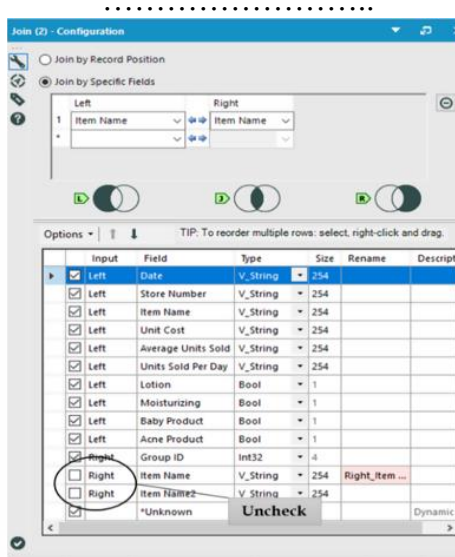 ……………………..
Join (2) - Configuration
Join by Record Position
Join by Specific Fields
Left Right
1 Item Name Item Name
*
L J R
Options TIP: To reorder multiple rows: select, right-click and drag.
Input Field Type Size Rename Descript
Left Date V_String 254
Left Store Number V_String 254
Left Item Name V_String 254
Left Unit Cost V_String 254
Left Average Units Sold V_String 254
Left Units Sold Per Day V_String 254
Left Lotion Bool 1
Left Moisturizing Bool 1
Left Baby Product Bool 1
Left Acne Product Bool 1
Right Group ID Int32 4
Right Item Name V_String 254 Right_Item ...
Right Item Name2 V_String 254
*Unknown Dynamic
Uncheck